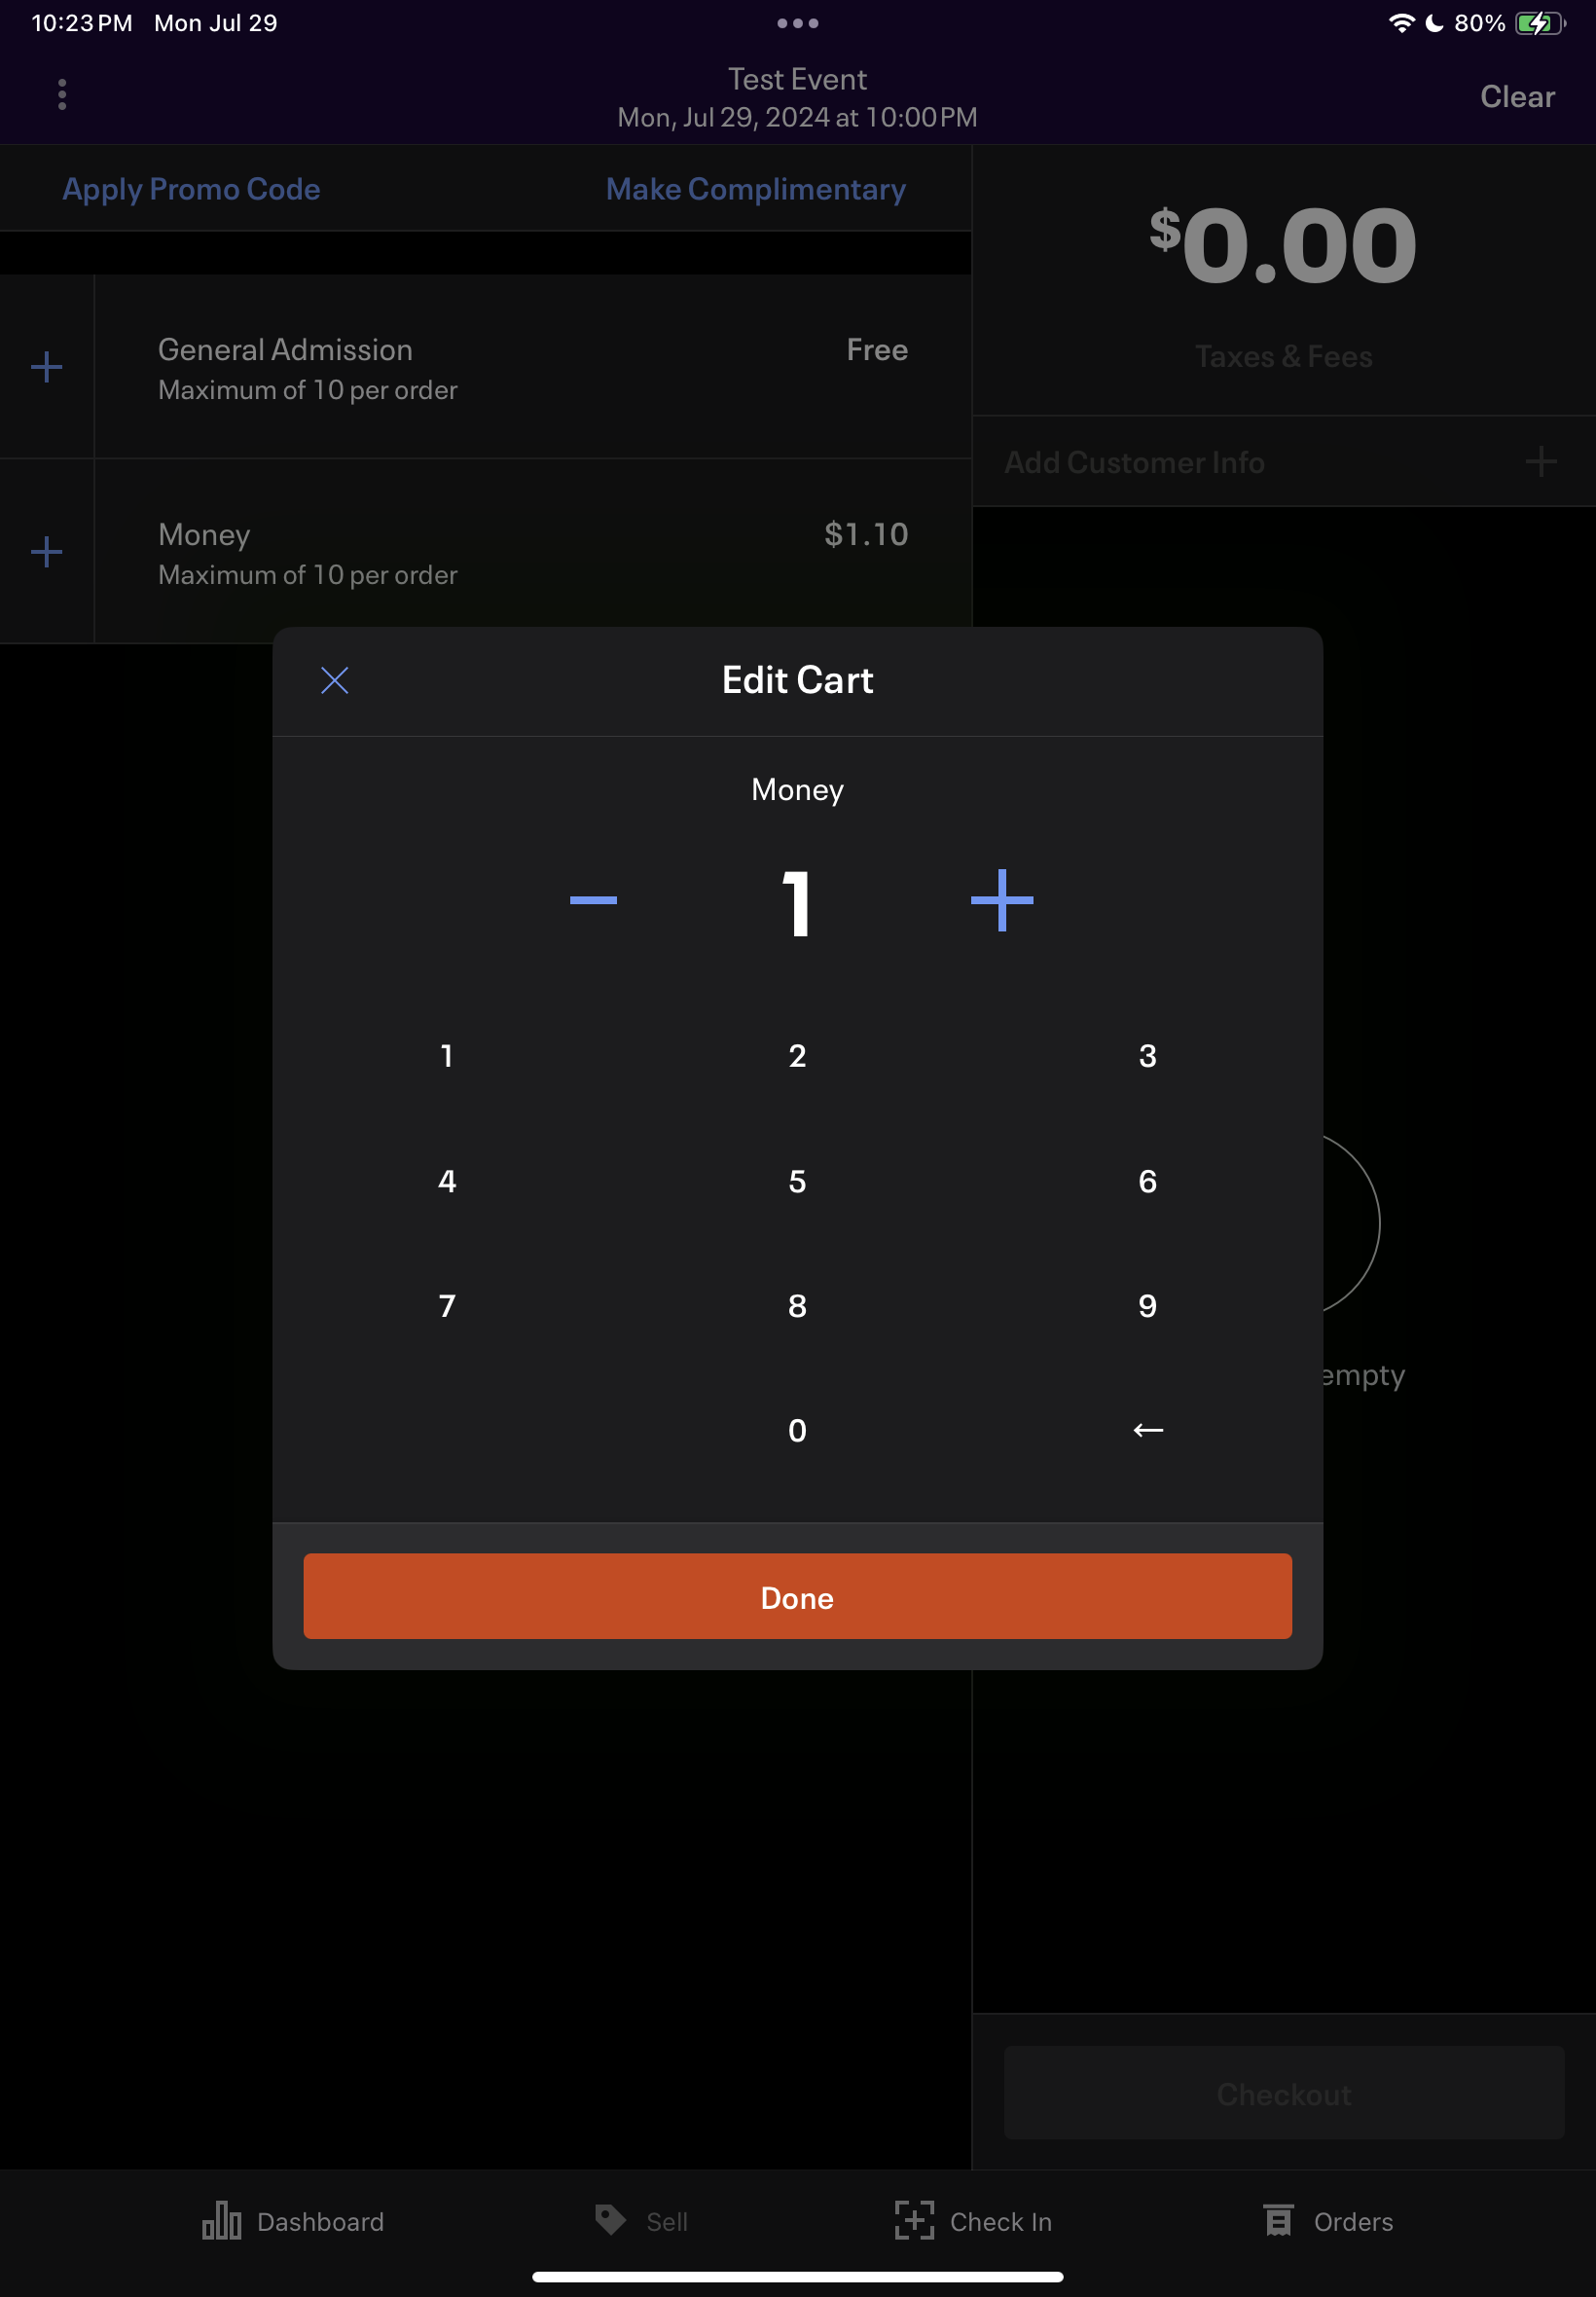 10:23 PM Mon Jul 29
80%
Test Event
Mon, Jul 29, 2024 at 10:00 PM
Clear
Apply Promo Code
Make Complimentary
$0.00
Taxes & Fees
Add Customer Info
General Admission
Free
Maximum of 10 per order
Money
$1.10
Maximum of 10 per order
Edit Cart
Money
1
1 2 3
4 5 6
7 8 9
0
empty
Done
Checkout
Dashboard
Sell
Check In
Orders